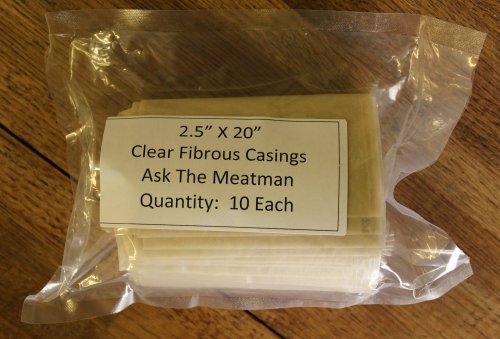 2.5” X 20”
Clear Fibrous Casings
Ask The Meatman
Quantity:  10 Each